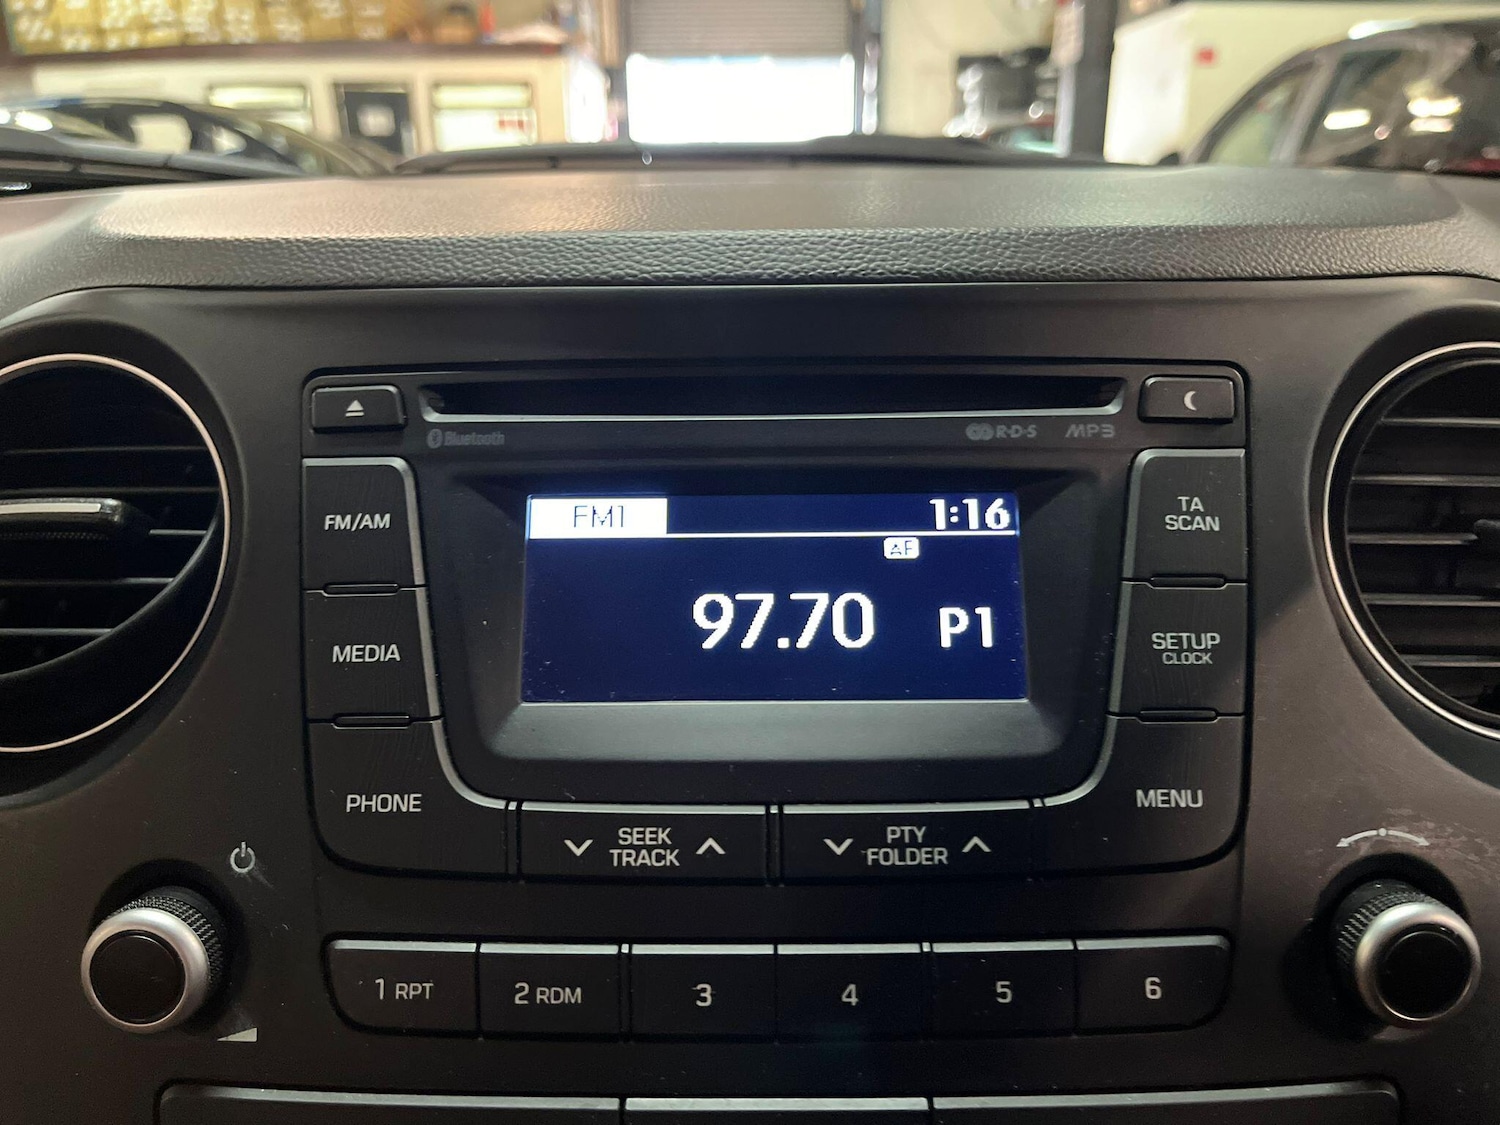 Bluetooth
R·D·S MP3
FM/AM
MEDIA
PHONE
FM1 1:16
AF
97.70 P1
TA
SCAN
SETUP
CLOCK
MENU
SEEK
TRACK
PTY
FOLDER
1 RPT
2 RDM
3
4
5
6